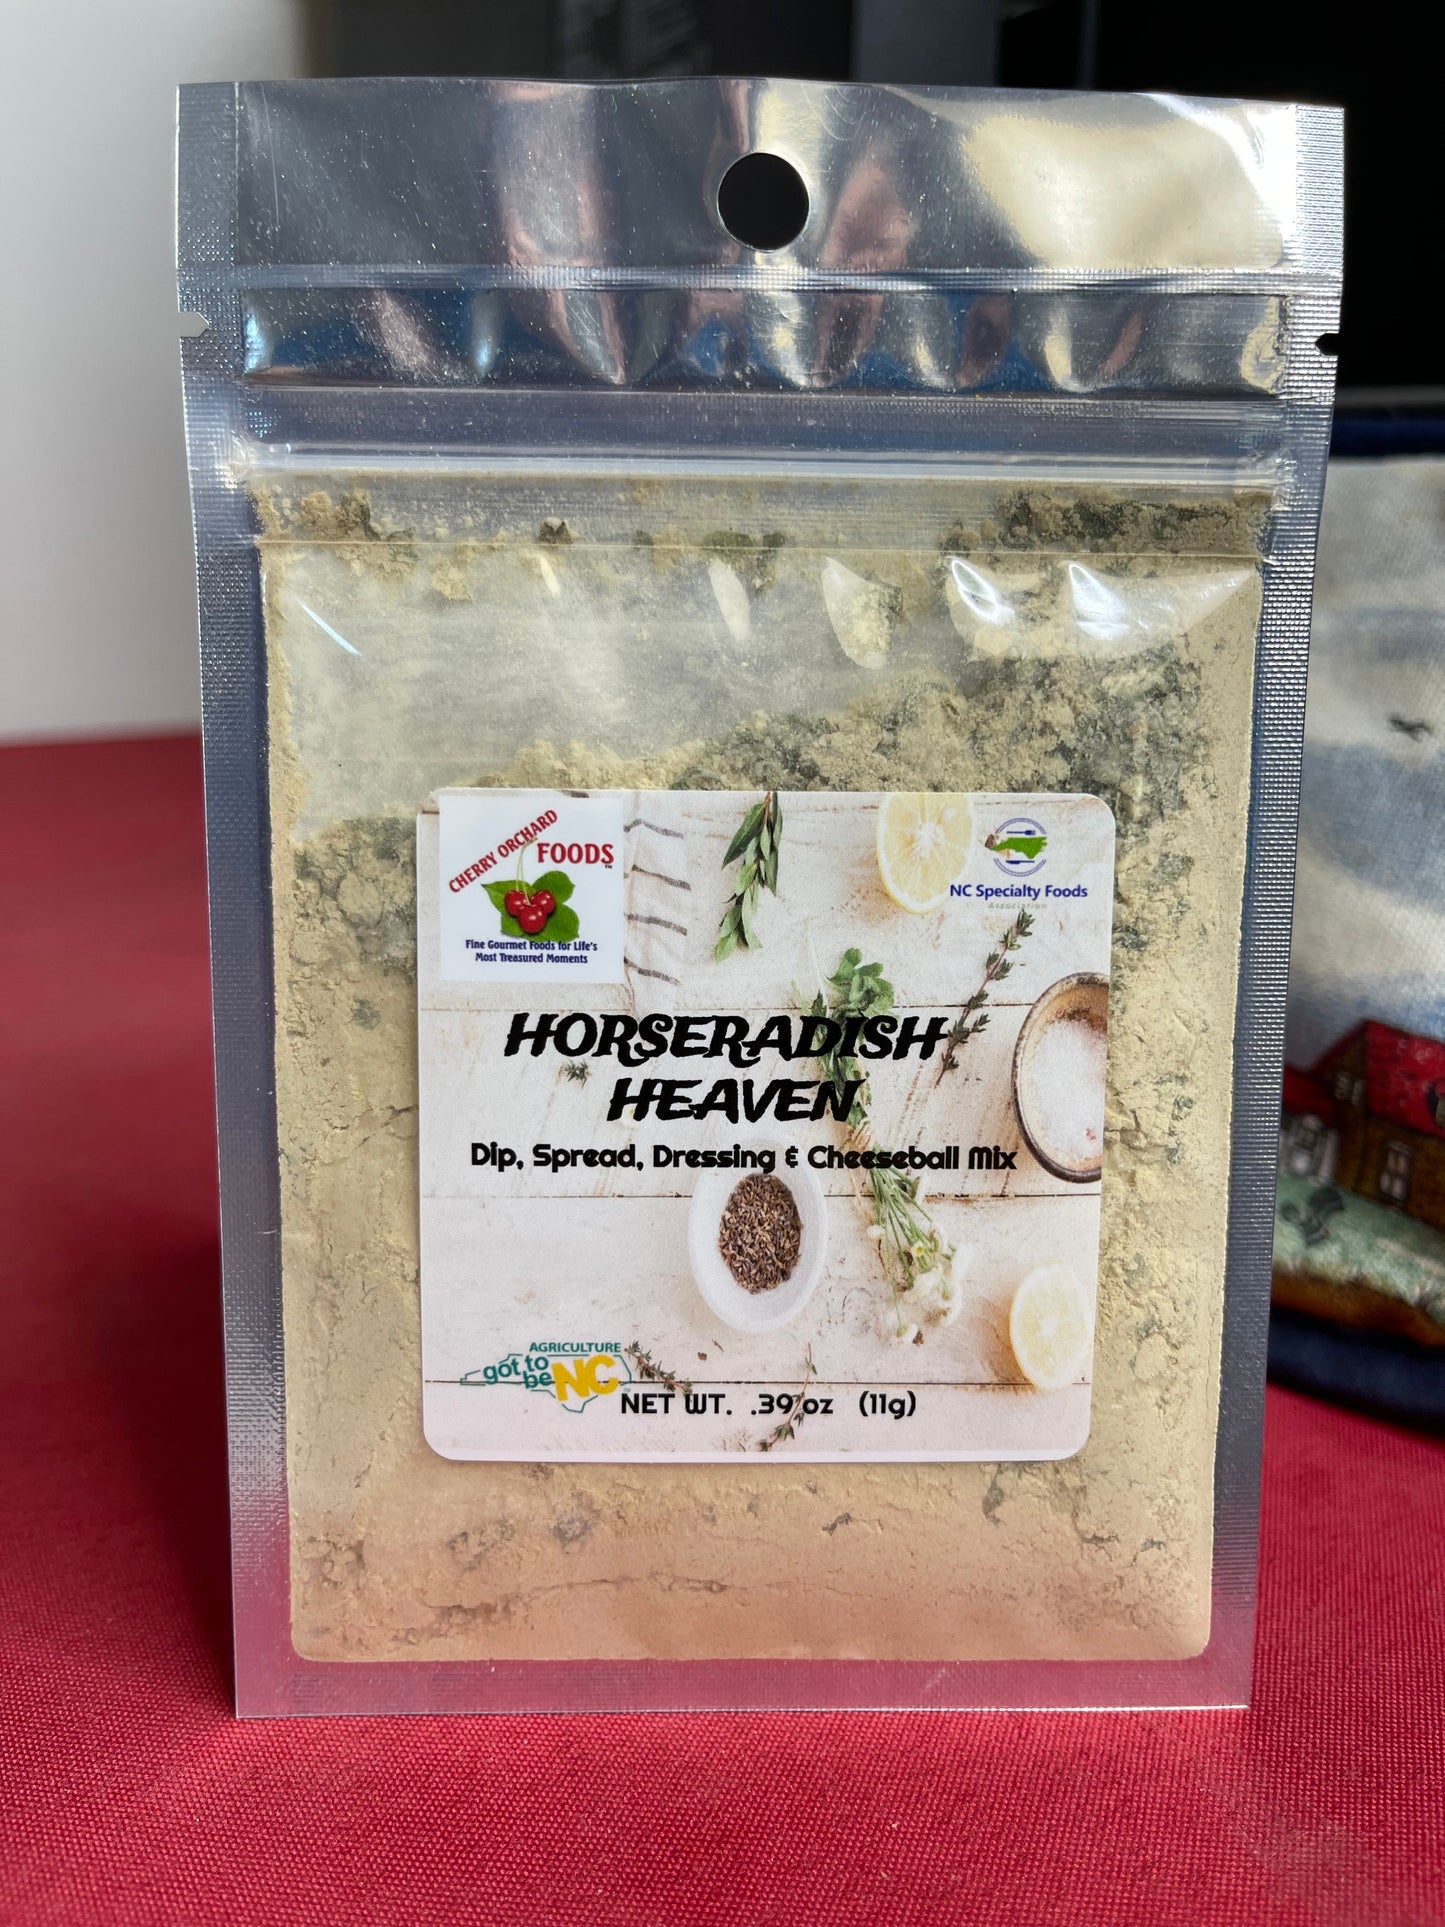 CHERRY ORCHARD
FOODS™
Fine Gourmet Foods for Life's
Most Treasured Moments
NC Specialty Foods
Association
HORSERADISH
HEAVEN
Dip, Spread, Dressing & Cheeseball Mix
AGRICULTURE
got to
be NC
NET WT. .39 oz (11g)